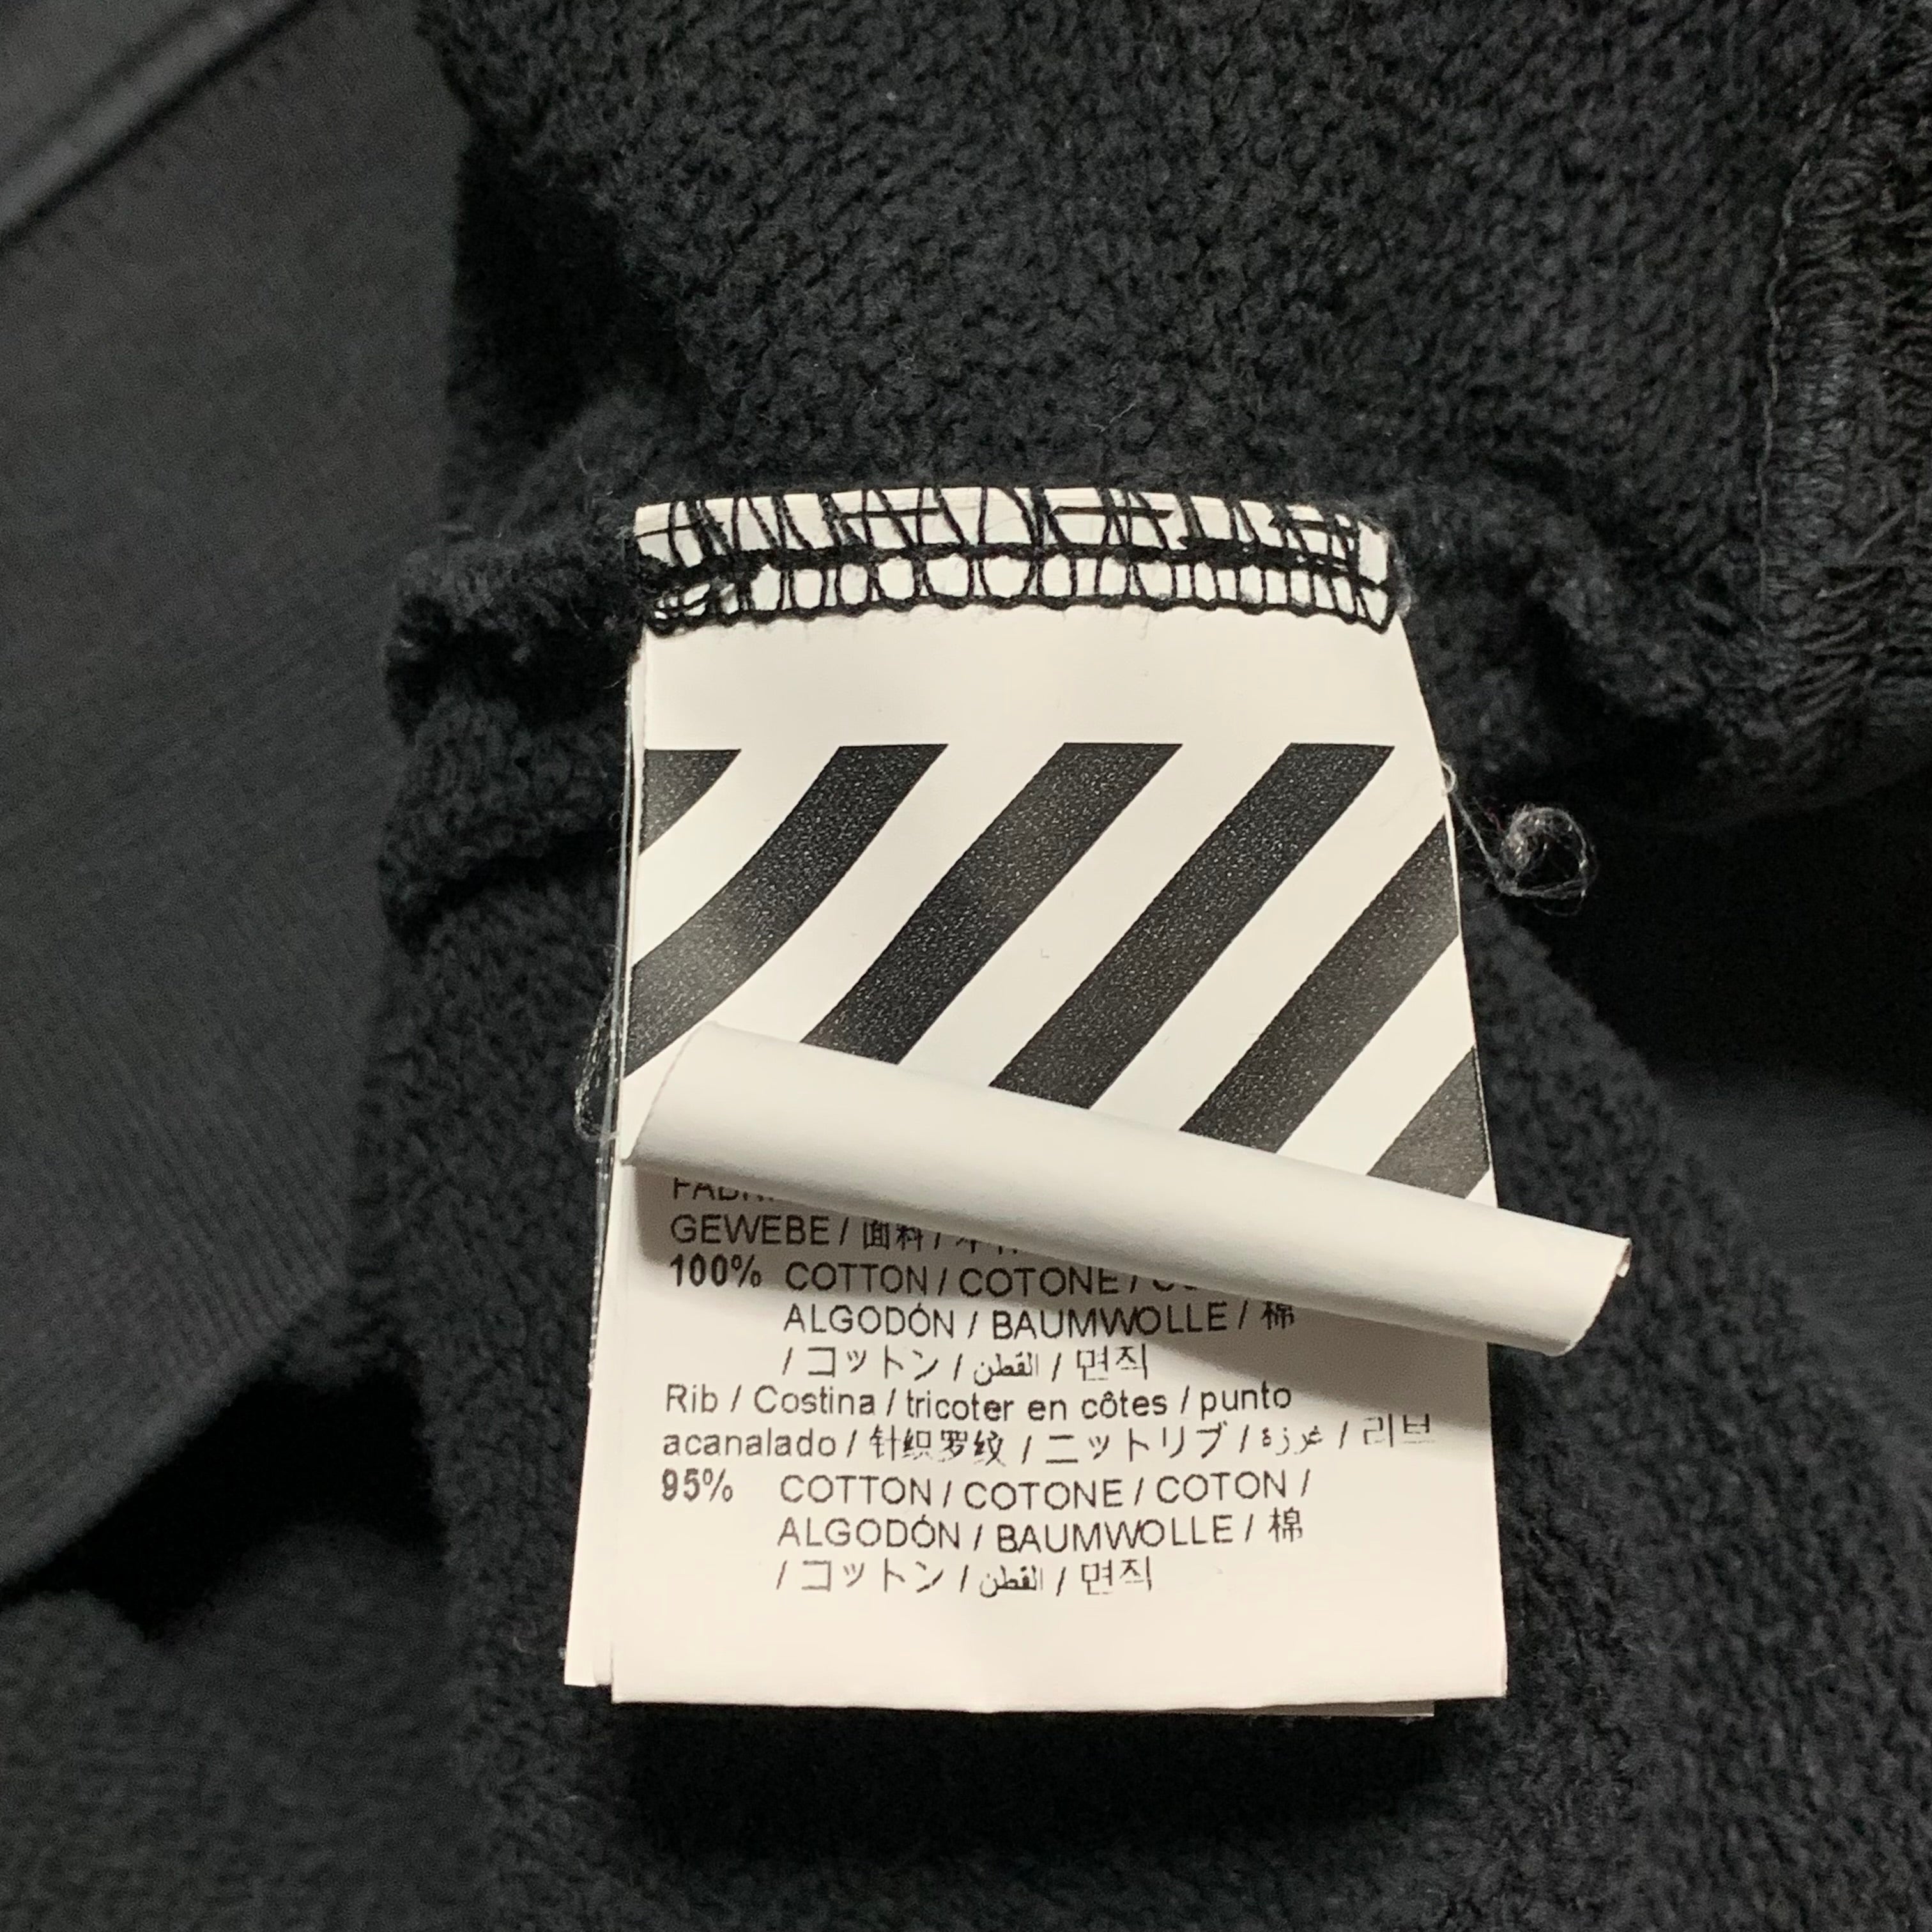 GEWEBE / 面料 /
100% COTTON / COTONE /
ALGODÓN / BAUMWOLLE / 棉
/ コットン / القطن / 면직
Rib / Costina / tricoter en côtes / punto
acanalado / 针织罗纹 / ニットリブ / غرزة / 리브
95% COTTON / COTONE / COTON /
ALGODÓN / BAUMWOLLE / 棉
/ コットン / القطن / 면직